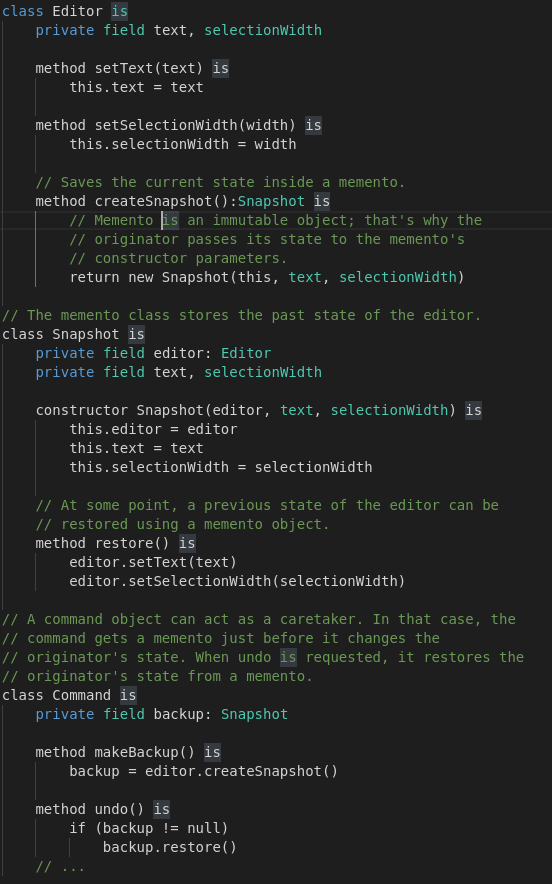 class Editor is
    private field text, selectionWidth

    method setText(text) is
        this.text = text

    method setSelectionWidth(width) is
        this.selectionWidth = width

    // Saves the current state inside a memento.
    method createSnapshot():Snapshot is
        // Memento is an immutable object; that's why the
        // originator passes its state to the memento's
        // constructor parameters.
        return new Snapshot(this, text, selectionWidth)

// The memento class stores the past state of the editor.
class Snapshot is
    private field editor: Editor
    private field text, selectionWidth

    constructor Snapshot(editor, text, selectionWidth) is
        this.editor = editor
        this.text = text
        this.selectionWidth = selectionWidth

    // At some point, a previous state of the editor can be
    // restored using a memento object.
    method restore() is
        editor.setText(text)
        editor.setSelectionWidth(selectionWidth)

// A command object can act as a caretaker. In that case, the
// command gets a memento just before it changes the
// originator's state. When undo is requested, it restores the
// originator's state from a memento.
class Command is
    private field backup: Snapshot

    method makeBackup() is
        backup = editor.createSnapshot()

    method undo() is
        if (backup != null)
            backup.restore()
    // ...